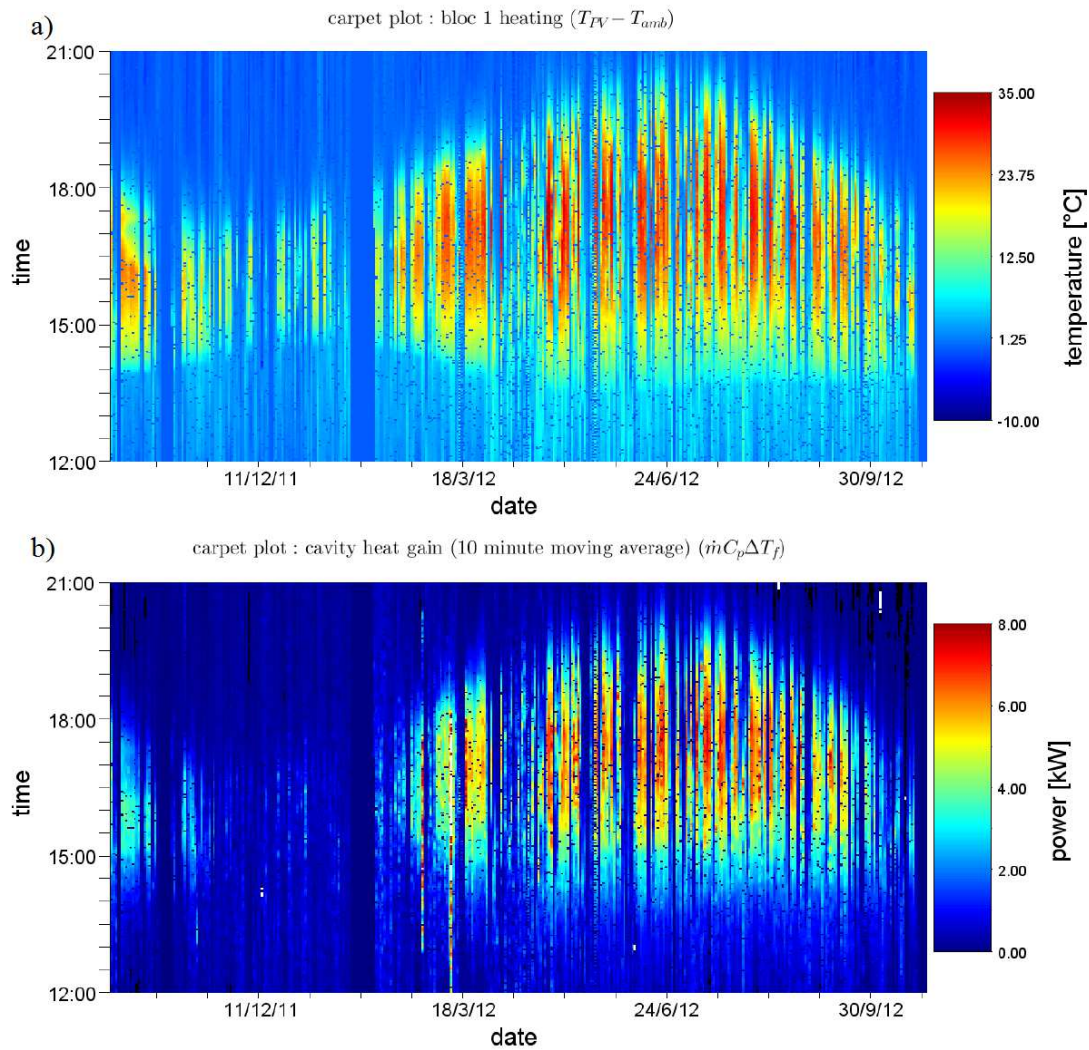 a)
carpet plot : bloc 1 heating (T_{PV} − T_{amb})
21:00
18:00
15:00
12:00
time
11/12/11
18/3/12
24/6/12
30/9/12
date
35.00
23.75
12.50
1.25
-10.00
temperature [°C]
b)
carpet plot : cavity heat gain (10 minute moving average) (ṁC_pΔT_f)
21:00
18:00
15:00
12:00
time
11/12/11
18/3/12
24/6/12
30/9/12
date
8.00
6.00
4.00
2.00
0.00
power [kW]